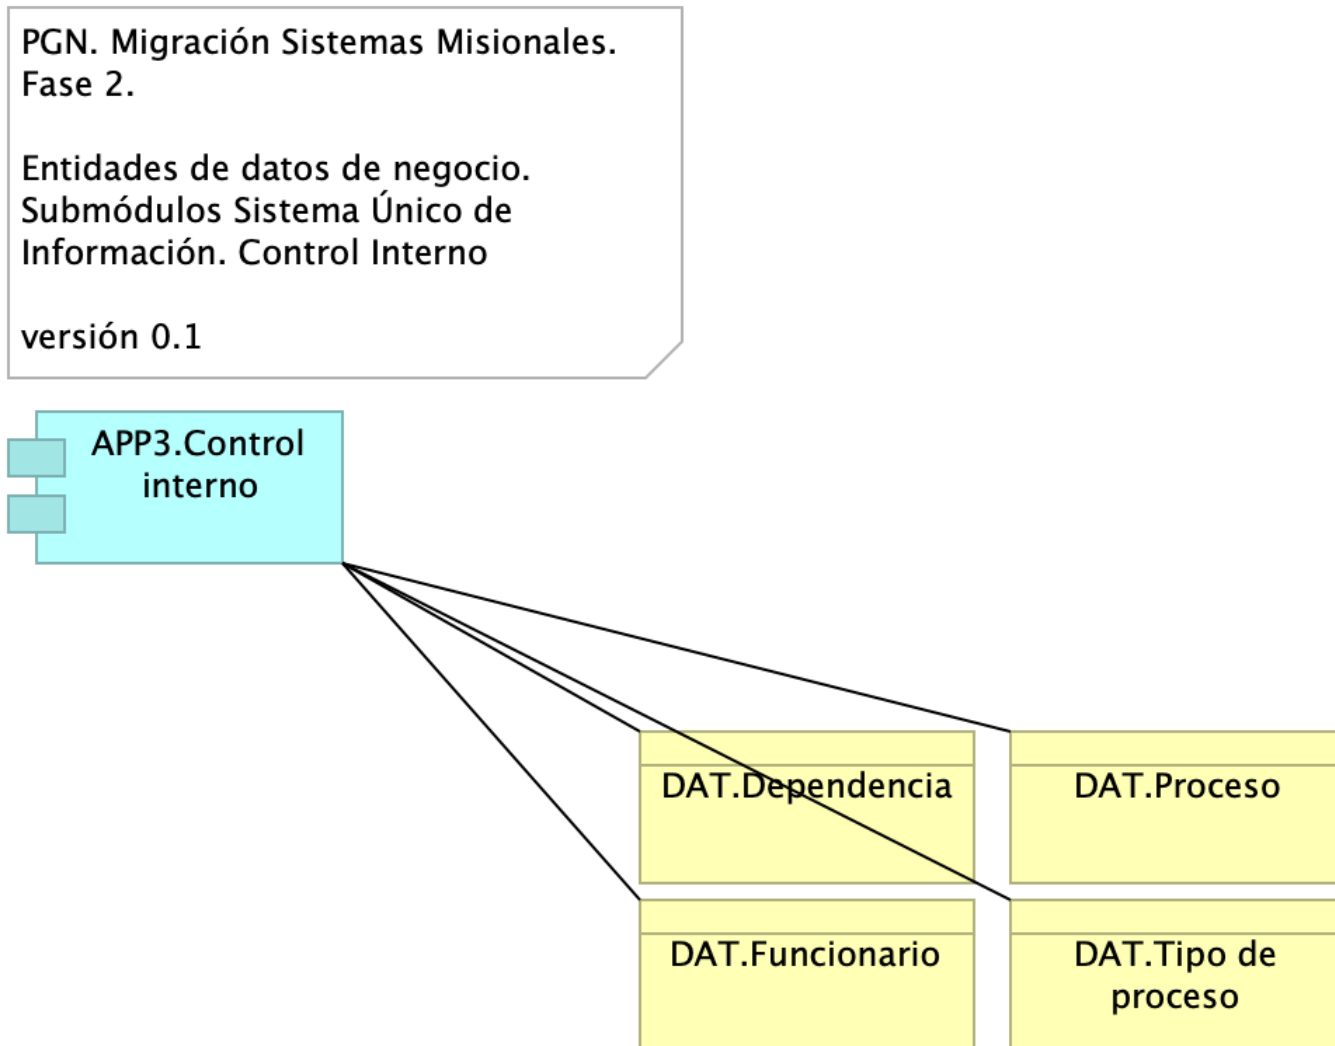 PGN. Migración Sistemas Misionales.
Fase 2.
Entidades de datos de negocio.
Submódulos Sistema Único de
Información. Control Interno
versión 0.1
APP3.Control
interno
DAT.Dependencia
DAT.Proceso
DAT.Funcionario
DAT.Tipo de
proceso